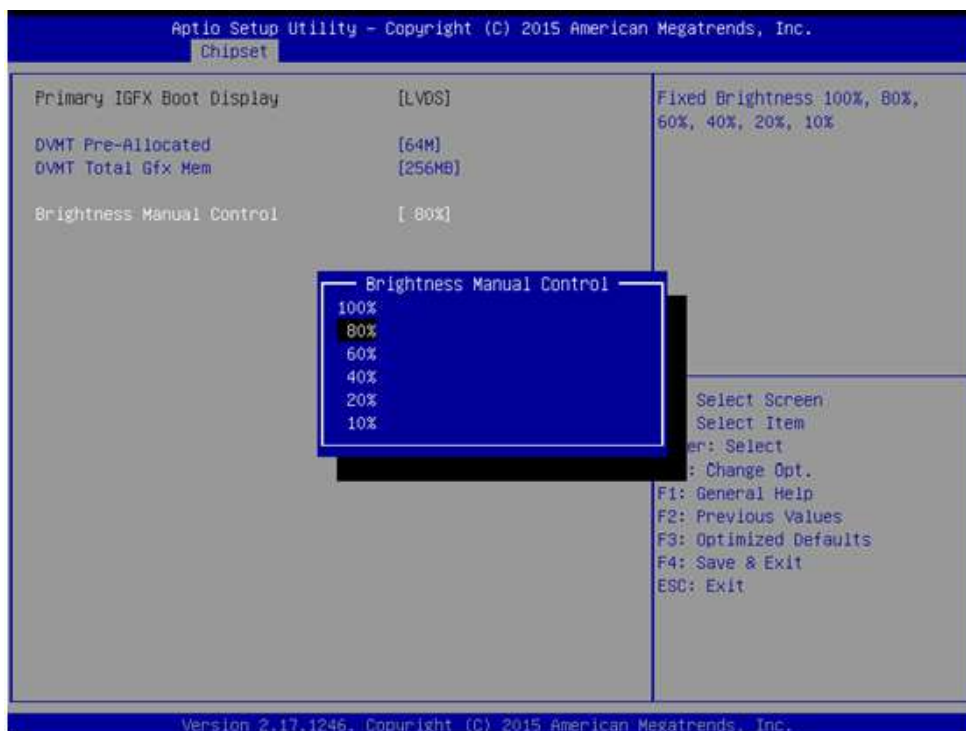 Aptio Setup Utility – Copyright (C) 2015 American Megatrends, Inc.
Chipset
Primary IGFX Boot Display [LVDS]
DVMT Pre-Allocated [64M]
DVMT Total Gfx Mem [256MB]
Brightness Manual Control [ 80%]
Fixed Brightness 100%, 80%,
60%, 40%, 20%, 10%
Brightness Manual Control
100%
80%
60%
40%
20%
10%
Select Screen
Select Item
er: Select
: Change Opt.
F1: General Help
F2: Previous Values
F3: Optimized Defaults
F4: Save & Exit
ESC: Exit
Version 2.17.1246. Copyright (C) 2015 American Megatrends, Inc.